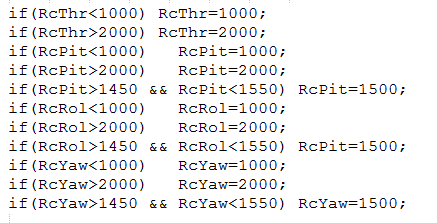 if(RcThr<1000) RcThr=1000;
if(RcThr>2000) RcThr=2000;
if(RcPit<1000)   RcPit=1000;
if(RcPit>2000)   RcPit=2000;
if(RcPit>1450 && RcPit<1550) RcPit=1500;
if(RcRol<1000)   RcRol=1000;
if(RcRol>2000)   RcRol=2000;
if(RcRol>1450 && RcRol<1550) RcPit=1500;
if(RcYaw<1000)   RcYaw=1000;
if(RcYaw>2000)   RcYaw=2000;
if(RcYaw>1450 && RcYaw<1550) RcYaw=1500;